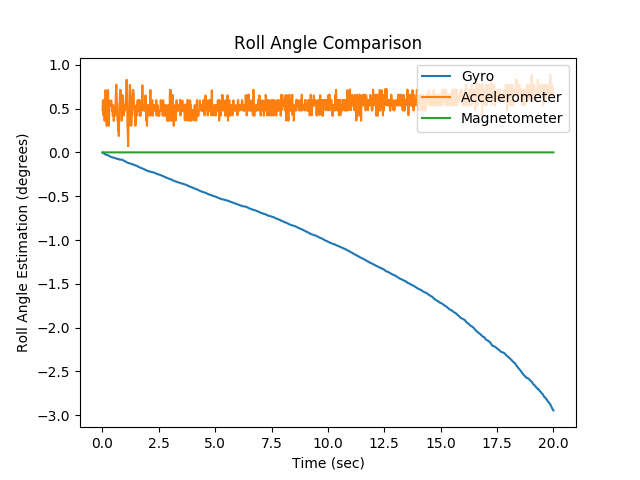 Roll Angle Comparison
Gyro
Accelerometer
Magnetometer
Roll Angle Estimation (degrees)
1.0
0.5
0.0
−0.5
−1.0
−1.5
−2.0
−2.5
−3.0
0.0 2.5 5.0 7.5 10.0 12.5 15.0 17.5 20.0
Time (sec)